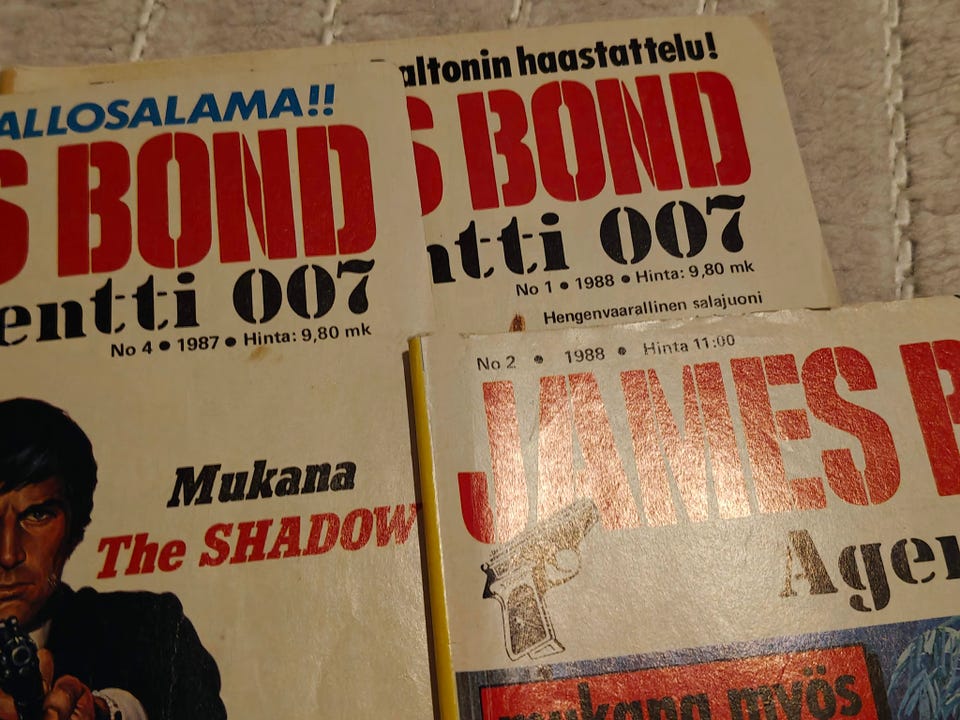 ALLOSALAMA!!
S BOND
entti 007
No 4 • 1987 • Hinta: 9,80 mk
Mukana
The SHADOW
altonin haastattelu!
S BOND
ntti 007
No 1 • 1988 • Hinta: 9,80 mk
Hengenvaarallinen salajuoni
No 2 • 1988 • Hinta 11:00
JAMES B
Agen
mukana myös